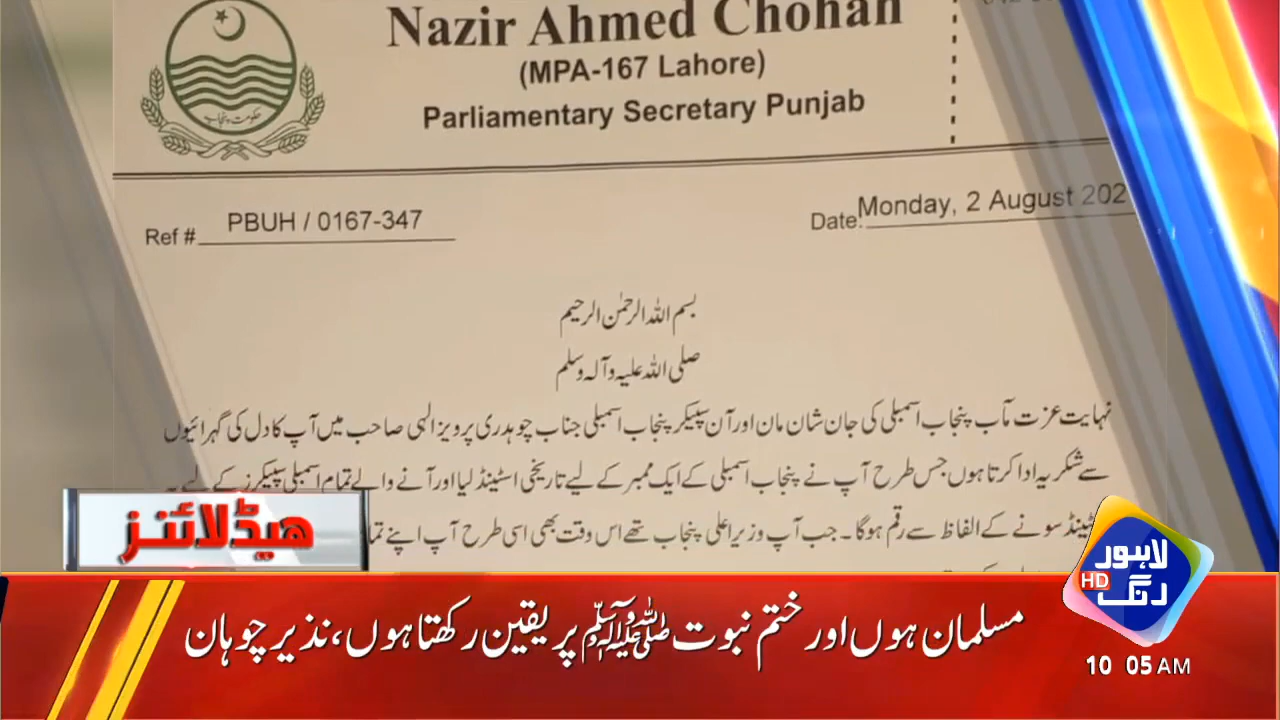 حکومت پنجاب
Nazir Ahmed Chohan
(MPA-167 Lahore)
Parliamentary Secretary Punjab
Ref # PBUH / 0167-347
Date: Monday, 2 August 202
بسم اللہ الرحمٰن الرحیم
صلی اللہ علیہ وآلہ وسلم
نہایت عزت مآب پنجاب اسمبلی کی جان شان مان اور آن سپیکر پنجاب اسمبلی جناب چوہدری پرویز الہی صاحب میں آپ کا دل کی گہرائیوں
سے شکریہ ادا کرتا ہوں جس طرح آپ نے پنجاب اسمبلی کے ایک ممبر کے لیے تاریخی اسٹینڈ لیا اور آنے والے تمام اسمبلی سپیکرز کے لیے یہ
سونے کے الفاظ سے رقم ہوگا۔ جب آپ وزیر اعلی پنجاب تھے اس وقت بھی اسی طرح آپ اپنے
ہیڈلائنز
لاہور
رنگ
HD
مسلمان ہوں اور ختم نبوت ﷺ پر یقین رکھتا ہوں، نذیر چوہان
10 05 AM